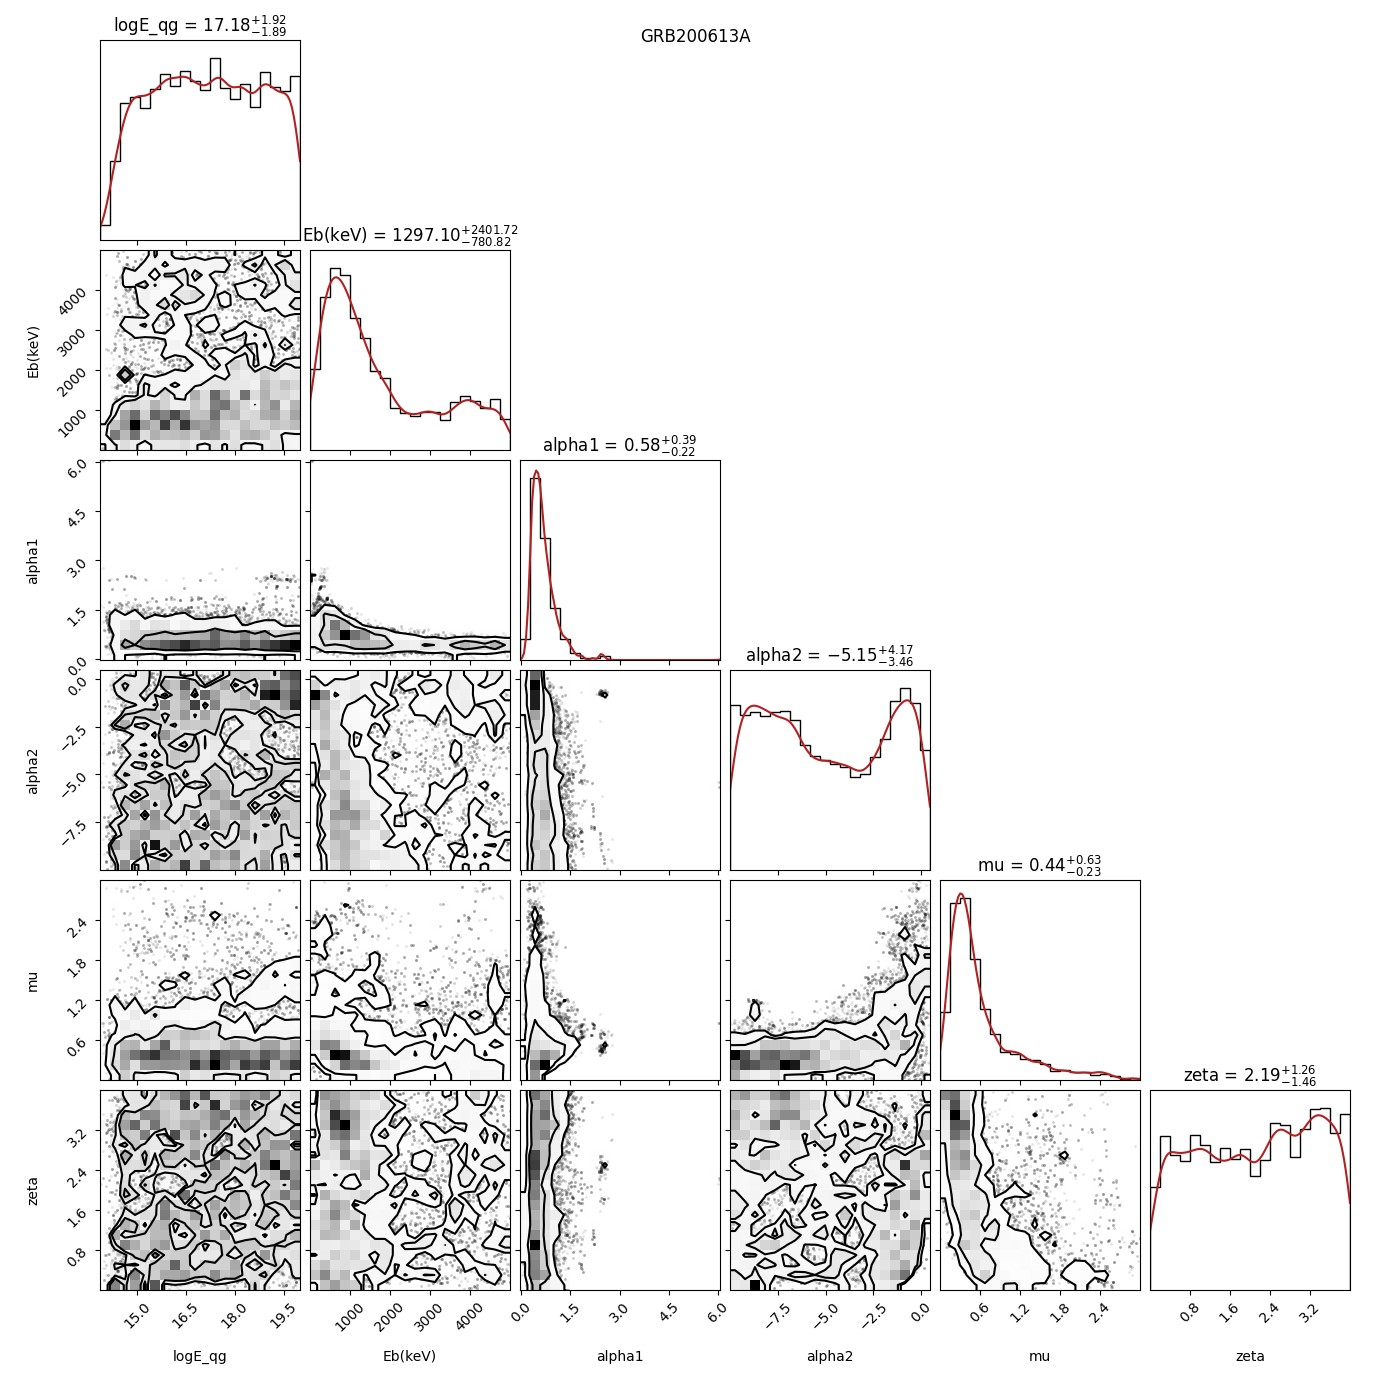 logE_qg = 17.18+1.92−1.89
GRB200613A
Eb(keV) = 1297.10+2401.72−780.82
4000
3000
2000
1000
Eb(keV)
alpha1 = 0.58+0.39−0.22
6.0
4.5
3.0
1.5
0.0
alpha1
alpha2 = −5.15+4.17−3.46
0.0
−2.5
−5.0
−7.5
alpha2
mu = 0.44+0.63−0.23
2.4
1.8
1.2
0.6
mu
zeta = 2.19+1.26−1.46
3.2
2.4
1.6
0.8
zeta
15.0 16.5 18.0 19.5 1000 2000 3000 4000 0.0 1.5 3.0 4.5 6.0 −7.5 −5.0 −2.5 0.0 0.6 1.2 1.8 2.4 0.8 1.6 2.4 3.2
logE_qg Eb(keV) alpha1 alpha2 mu zeta